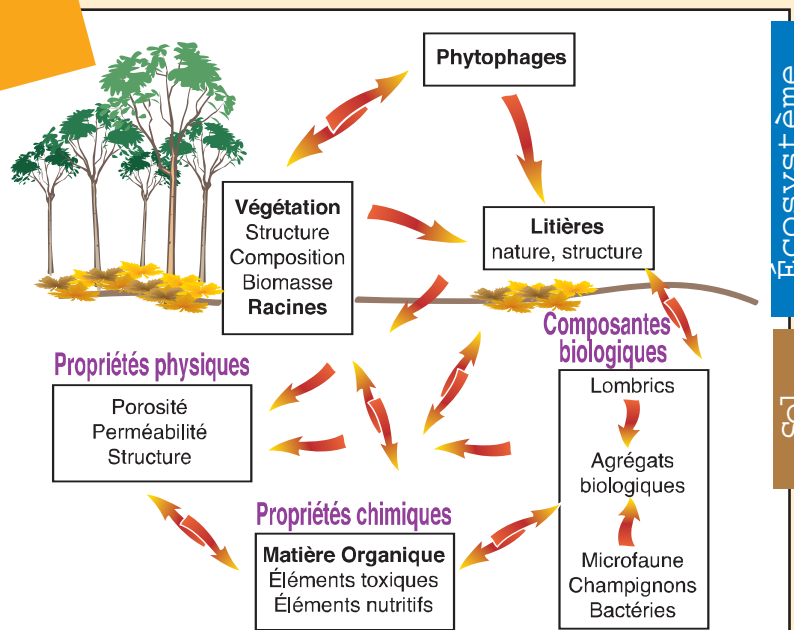 Phytophages
Écosystème
Végétation
Structure
Composition
Biomasse
Racines
Litières
nature, structure
Composantes
biologiques
Propriétés physiques
Porosité
Perméabilité
Structure
Lombrics
Agrégats
biologiques
Microfaune
Champignons
Bactéries
Sol
Propriétés chimiques
Matière Organique
Éléments toxiques
Éléments nutritifs